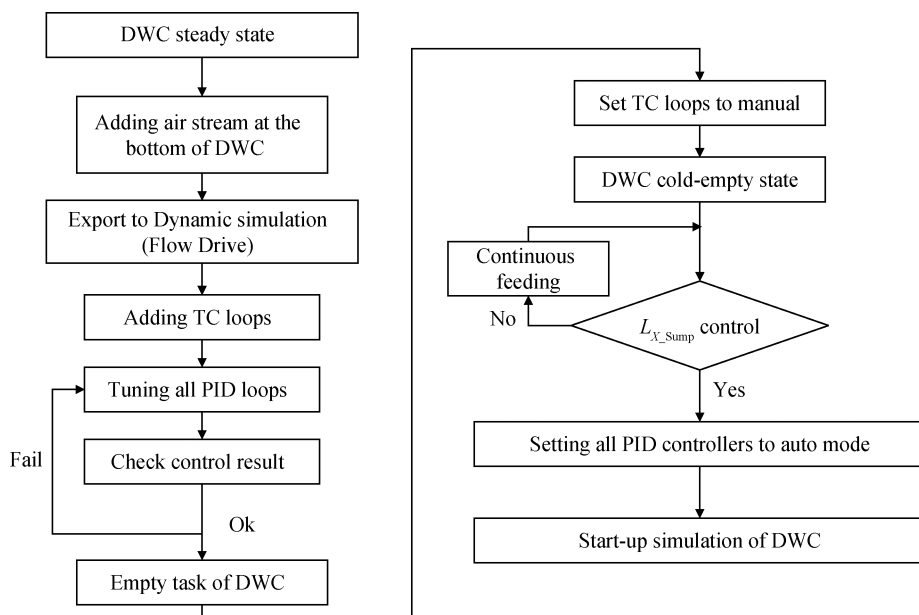 DWC steady state
Adding air stream at the
bottom of DWC
Export to Dynamic simulation
(Flow Drive)
Adding TC loops
Tuning all PID loops
Fail
Check control result
Ok
Empty task of DWC
Set TC loops to manual
DWC cold-empty state
Continuous
feeding
No
L_X_Sump control
Yes
Setting all PID controllers to auto mode
Start-up simulation of DWC